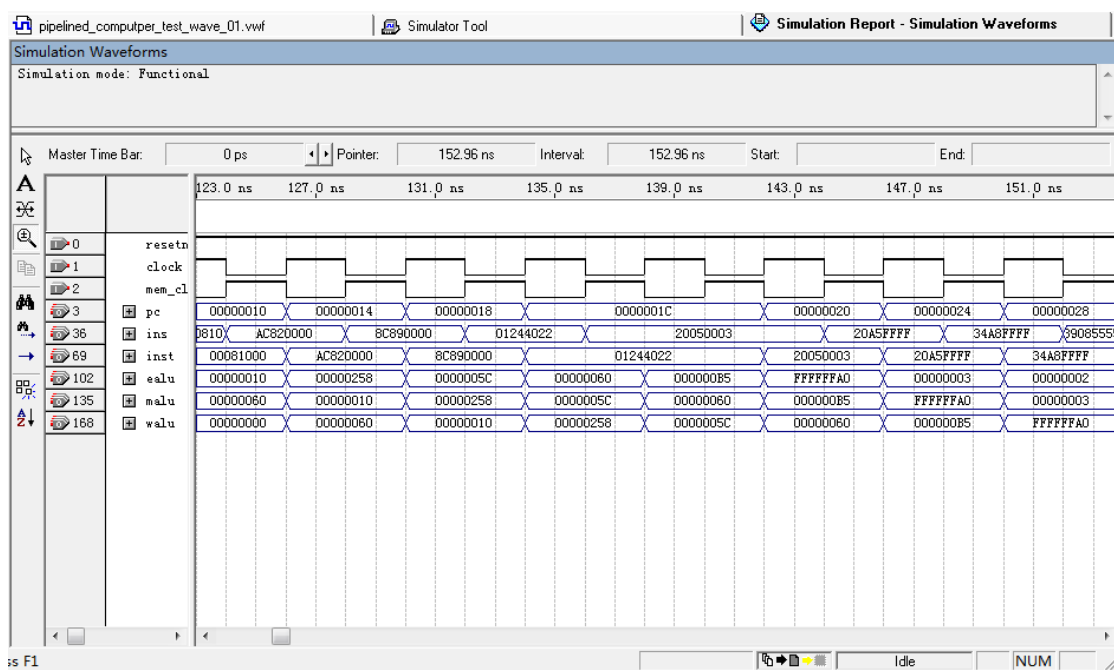 pipelined_computper_test_wave_01.vwf Simulator Tool Simulation Report - Simulation Waveforms
Simulation Waveforms
Simulation mode: Functional
Master Time Bar: 0 ps Pointer: 152.96 ns Interval: 152.96 ns Start: End:
A
123.0 ns 127.0 ns 131.0 ns 135.0 ns 139.0 ns 143.0 ns 147.0 ns 151.0 ns
0 resetn
1 clock
2 mem_cl
3 pc 00000010 00000014 00000018 0000001C 00000020 00000024 00000028
36 ins 0810 AC820000 8C890000 01244022 20050003 20A5FFFF 34A8FFFF 3908555
69 inst 00081000 AC820000 8C890000 01244022 20050003 20A5FFFF 34A8FFFF
102 ealu 00000010 00000258 0000005C 00000060 000000B5 FFFFFFA0 00000003 00000002
135 malu 00000060 00000010 00000258 0000005C 00000060 000000B5 FFFFFFA0 00000003
168 walu 00000000 00000060 00000010 00000258 0000005C 00000060 000000B5 FFFFFFA0
ss F1 Idle NUM